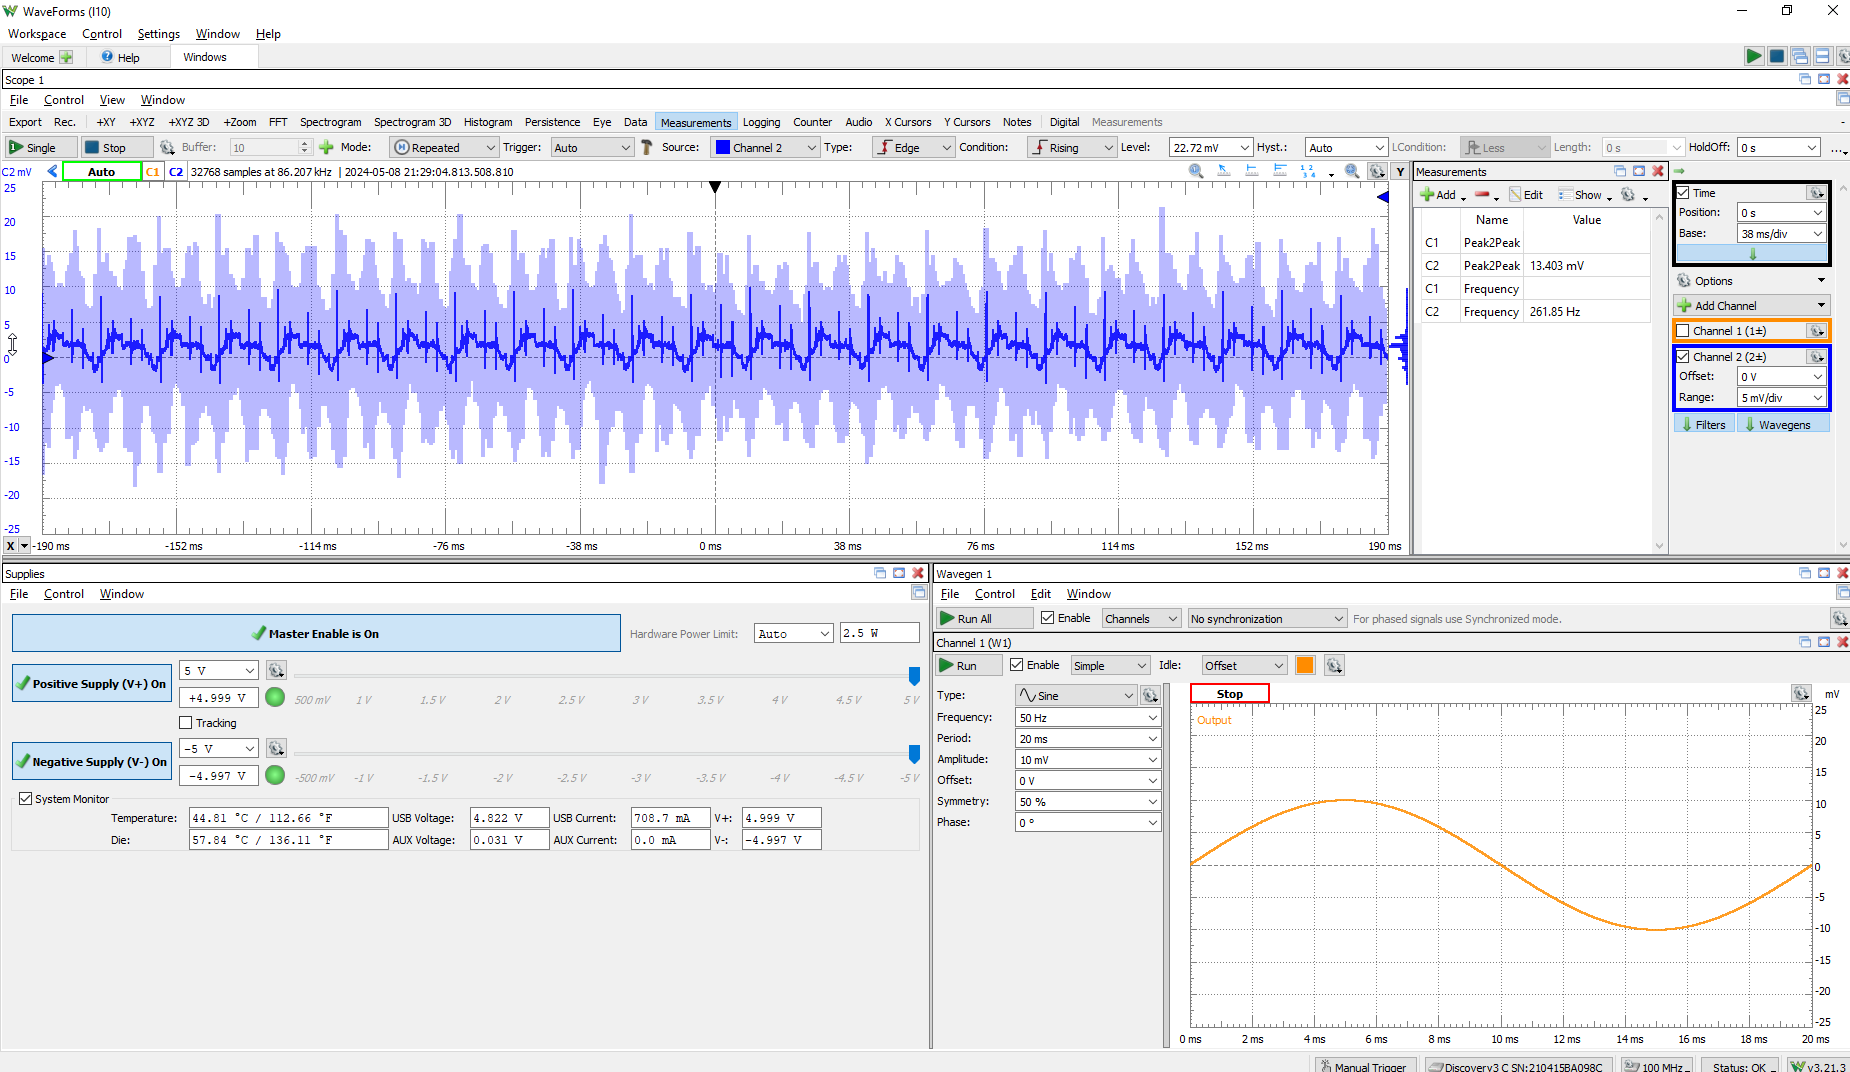 WaveForms (I10)
Workspace Control Settings Window Help
Welcome Help Windows
Scope 1
File Control View Window
Export Rec. +XY +XYZ +XYZ 3D +Zoom FFT Spectrogram Spectrogram 3D Histogram Persistence Eye Data Measurements Logging Counter Audio X Cursors Y Cursors Notes Digital Measurements
Single Stop Buffer: 10 Mode: Repeated Trigger: Auto Source: Channel 2 Type: Edge Condition: Rising Level: 22.72 mV Hyst.: Auto LCondition: Less Length: 0 s HoldOff: 0 s ...
C2 mV Auto C1 C2 32768 samples at 86.207 kHz | 2024-05-08 21:29:04.813.508.810 Y
25
20
15
10
5
0
-5
-10
-15
-20
-25
X -190 ms -152 ms -114 ms -76 ms -38 ms 0 ms 38 ms 76 ms 114 ms 152 ms 190 ms
Measurements
Add Edit Show
Name Value
C1 Peak2Peak
C2 Peak2Peak 13.403 mV
C1 Frequency
C2 Frequency 261.85 Hz
Time
Position: 0 s
Base: 38 ms/div
Options
Add Channel
Channel 1 (1±)
Channel 2 (2±)
Offset: 0 V
Range: 5 mV/div
Filters Wavegens
Supplies
File Control Window
Master Enable is On Hardware Power Limit: Auto 2.5 W
Positive Supply (V+) On 5 V
+4.999 V 500 mV 1 V 1.5 V 2 V 2.5 V 3 V 3.5 V 4 V 4.5 V 5 V
Tracking
Negative Supply (V-) On -5 V
-4.997 V -500 mV -1 V -1.5 V -2 V -2.5 V -3 V -3.5 V -4 V -4.5 V -5 V
System Monitor
Temperature: 44.81 °C / 112.66 °F USB Voltage: 4.822 V USB Current: 708.7 mA V+: 4.999 V
Die: 57.84 °C / 136.11 °F AUX Voltage: 0.031 V AUX Current: 0.0 mA V-: -4.997 V
Wavegen 1
File Control Edit Window
Run All Enable Channels No synchronization For phased signals use Synchronized mode.
Channel 1 (W1)
Run Enable Simple Idle: Offset
Type: Sine
Frequency: 50 Hz
Period: 20 ms
Amplitude: 10 mV
Offset: 0 V
Symmetry: 50 %
Phase: 0 °
Stop mV
Output
25
20
15
10
5
0
-5
-10
-15
-20
-25
0 ms 2 ms 4 ms 6 ms 8 ms 10 ms 12 ms 14 ms 16 ms 18 ms 20 ms
Manual Trigger Discovery3 C SN:210415BA098C 100 MHz Status: OK v3.21.3